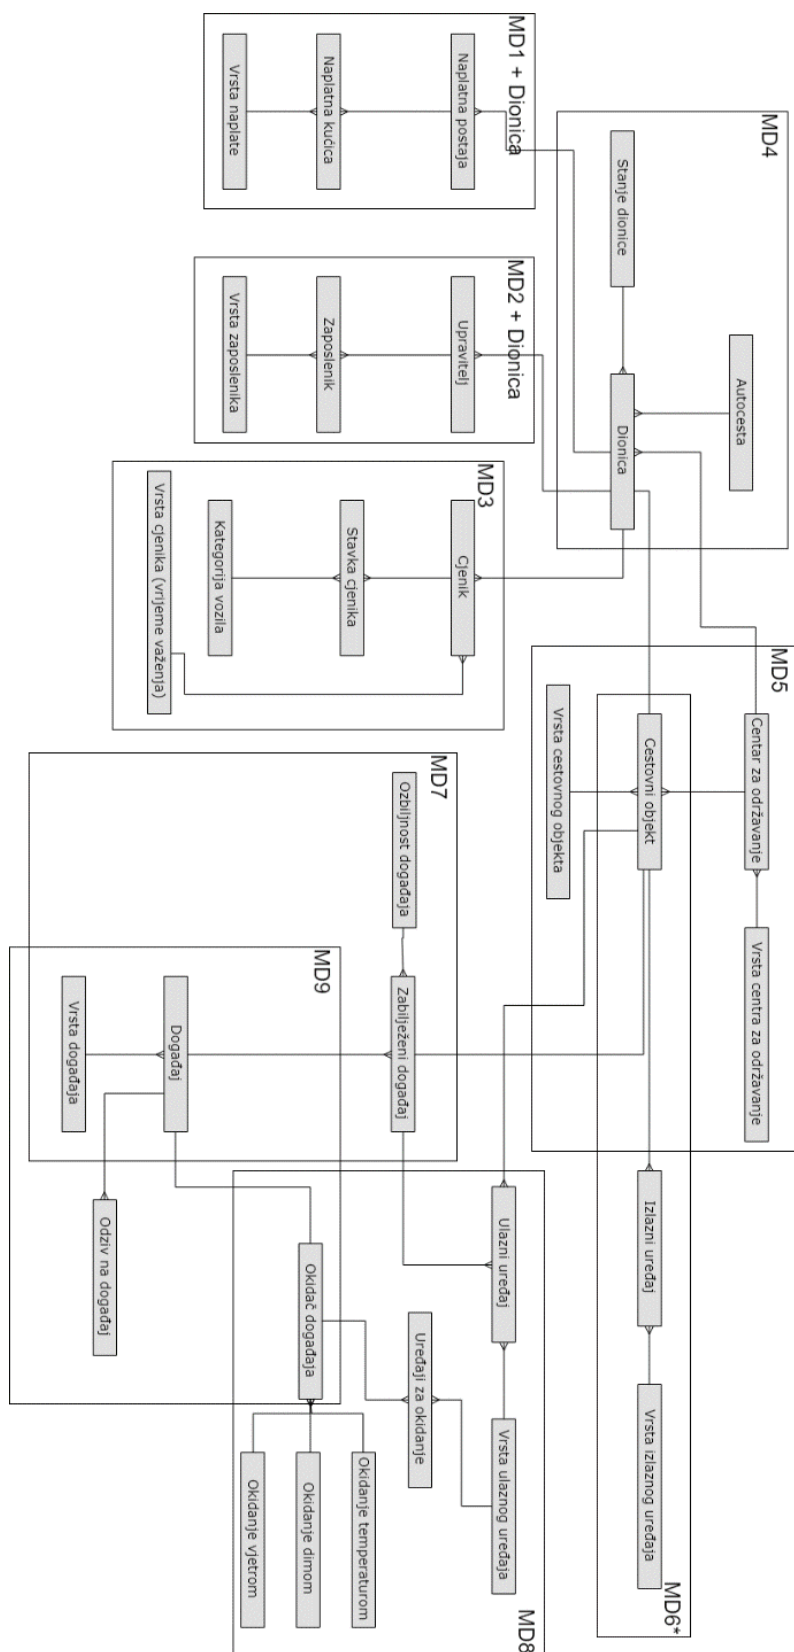 MD1 + Dionica
Naplatna postaja
Naplatna kućica
Vrsta naplate
MD2 + Dionica
Upravitelj
Zaposlenik
Vrsta zaposlenika
MD3
Cjenik
Stavka cjenika
Kategorija vozila
Vrsta cjenika (vrijeme važenja)
MD4
Stanje dionice
Autocesta
Dionica
MD5
Centar za održavanje
Vrsta centra za održavanje
Cestovni objekt
Vrsta cestovnog objekta
MD6*
Izlazni uređaj
Vrsta izlaznog uređaja
MD7
Ozbiljnost događaja
Zabilježeni događaj
MD9
Događaj
Vrsta događaja
Odziv na događaj
Okidač događaja
MD8
Ulazni uređaj
Vrsta ulaznog uređaja
Uređaji za okidanje
Okidanje temperaturom
Okidanje dimom
Okidanje vjetrom